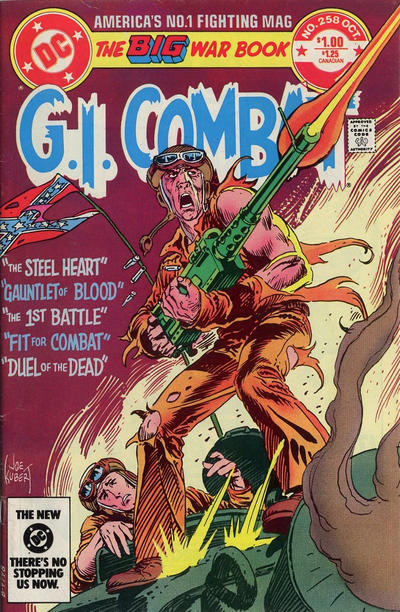 AMERICA'S NO.1 FIGHTING MAG
DC
THE BIG WAR BOOK
NO. 258 OCT.
$1.00
$1.25
CANADIAN
G.I. COMBAT
APPROVED
BY THE
COMICS
CODE
AUTHORITY
"THE STEEL HEART"
"GAUNTLET OF BLOOD"
"THE 1ST BATTLE"
"FIT FOR COMBAT"
"DUEL OF THE DEAD"
JOE
KUBERT
THE NEW
DC
THERE'S NO
STOPPING
US NOW.